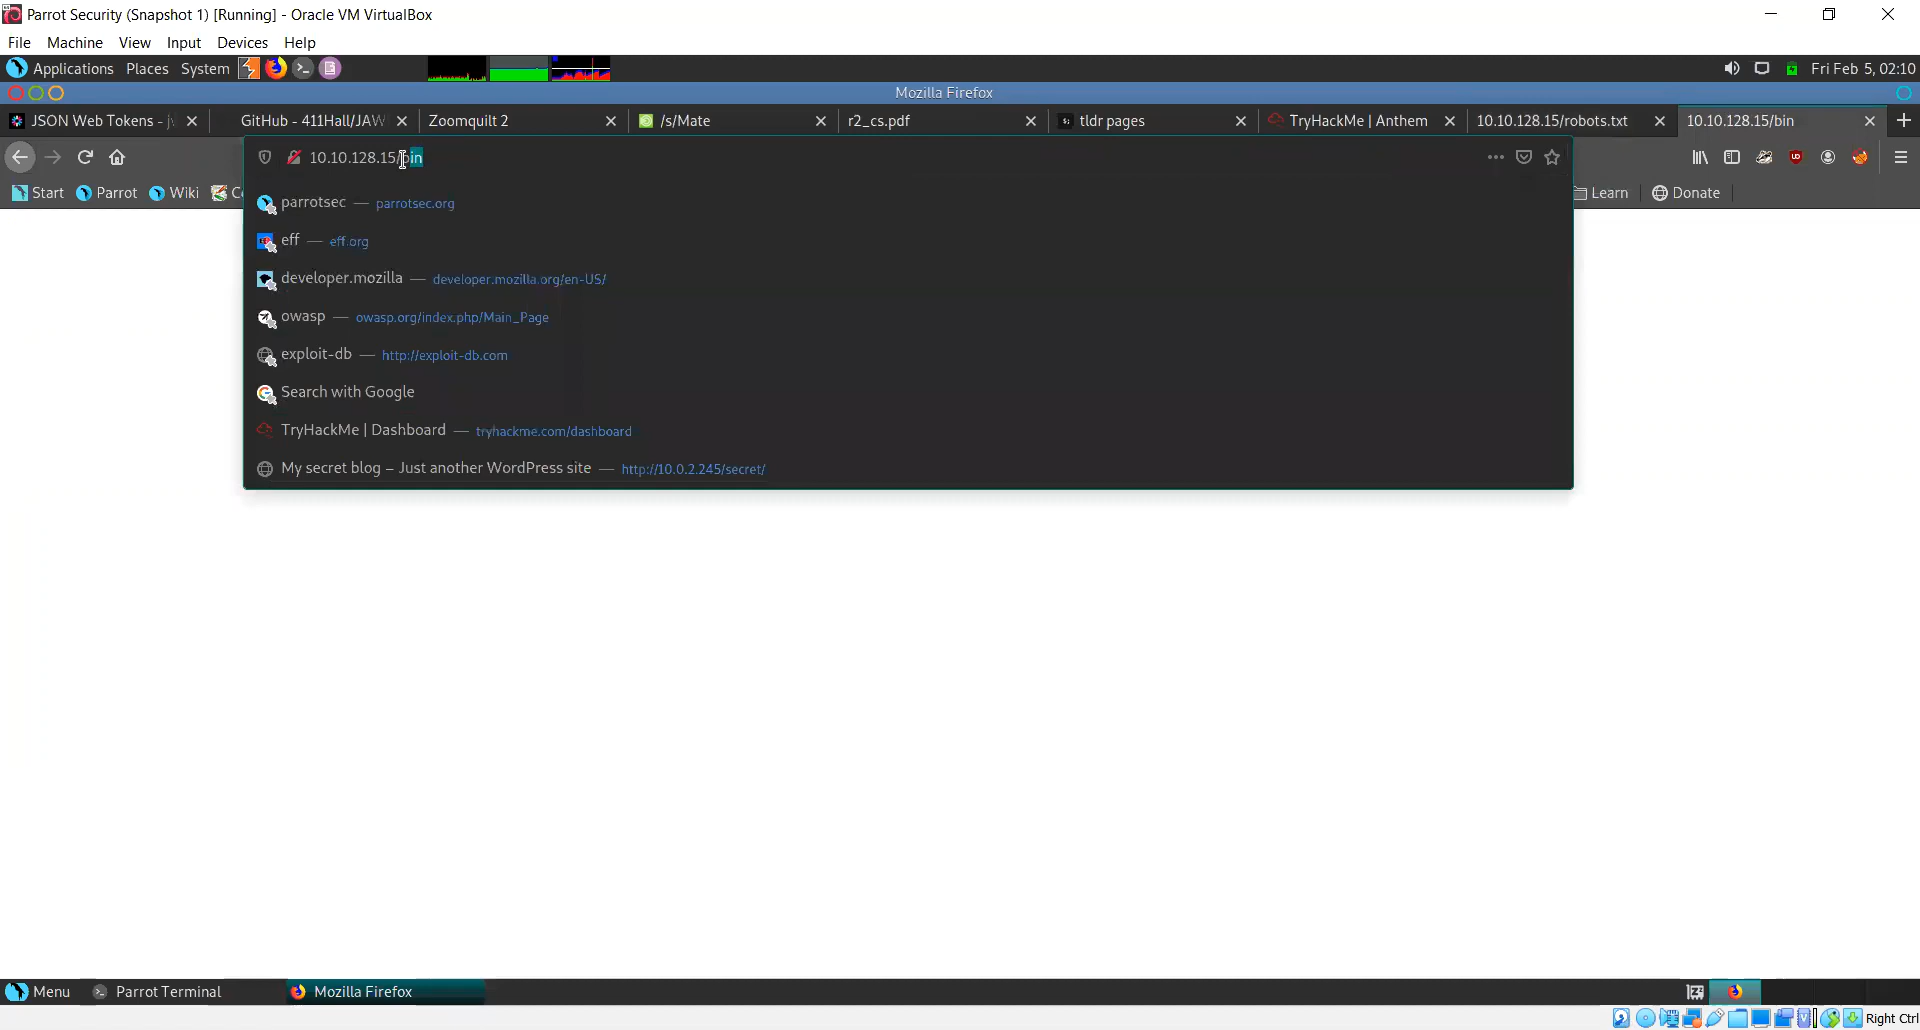 Parrot Security (Snapshot 1) [Running] - Oracle VM VirtualBox
File Machine View Input Devices Help
Applications Places System Fri Feb 5, 02:10
Mozilla Firefox
JSON Web Tokens - GitHub - 411Hall/JAW Zoomquilt 2 /s/Mate r2_cs.pdf tldr pages TryHackMe | Anthem 10.10.128.15/robots.txt 10.10.128.15/bin
10.10.128.15/bin
Start Parrot Wiki Learn Donate
parrotsec — parrotsec.org
eff — eff.org
developer.mozilla — developer.mozilla.org/en-US/
owasp — owasp.org/index.php/Main_Page
exploit-db — http://exploit-db.com
Search with Google
TryHackMe | Dashboard — tryhackme.com/dashboard
My secret blog – Just another WordPress site — http://10.0.2.245/secret/
Menu Parrot Terminal Mozilla Firefox
Right Ctrl